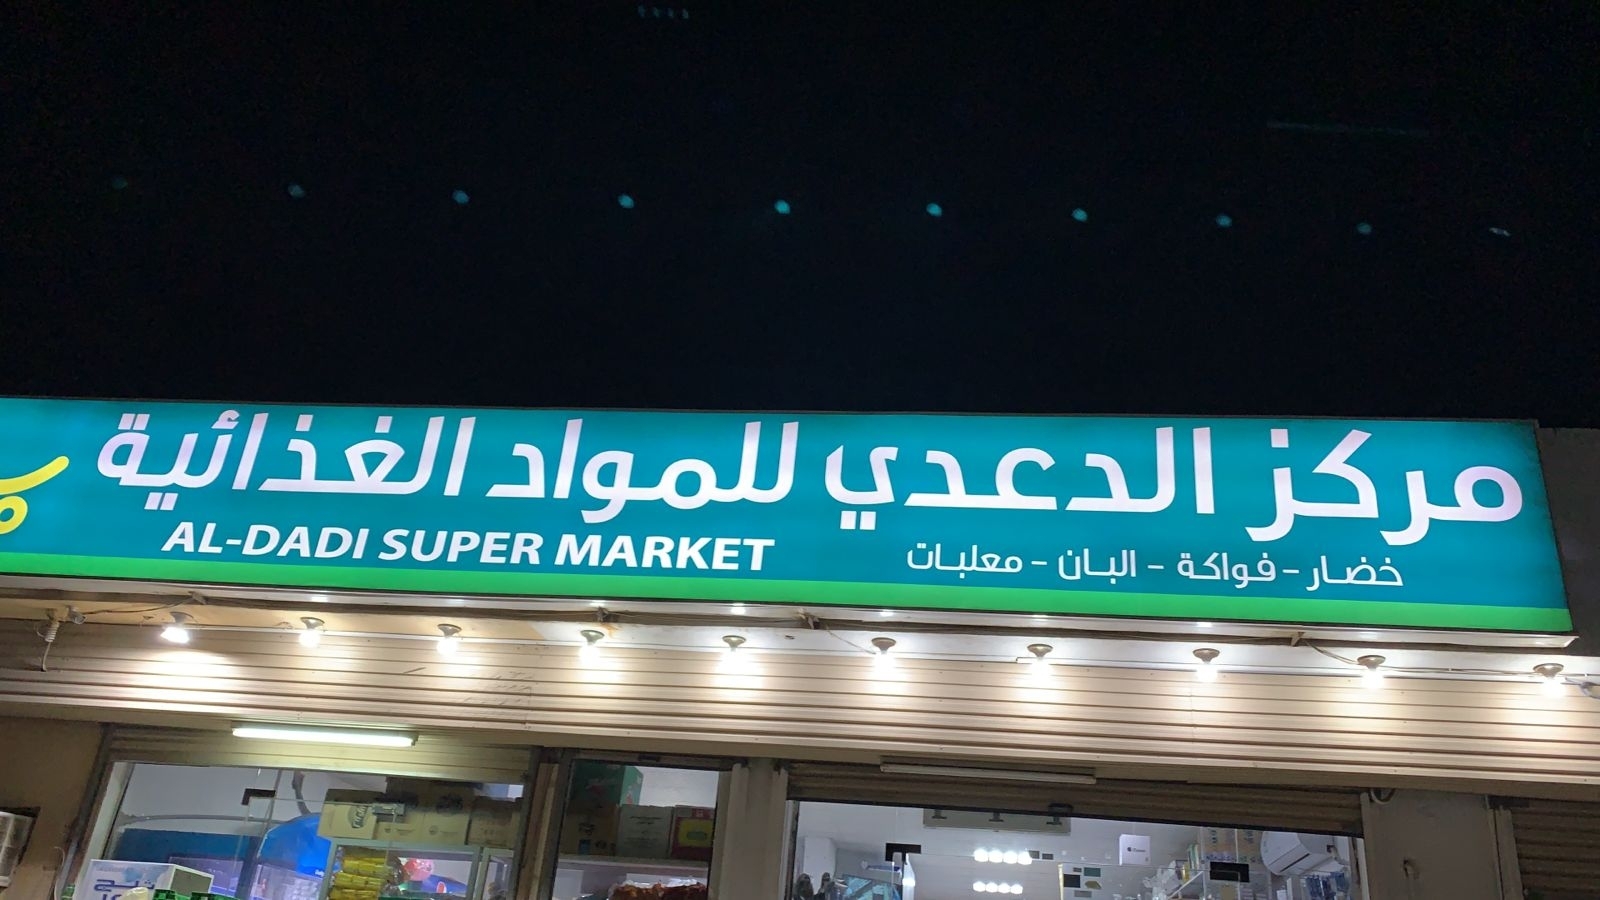 مركز الدعدي للمواد الغذائية
AL-DADI SUPER MARKET
خضار - فواكة - البان - معلبات